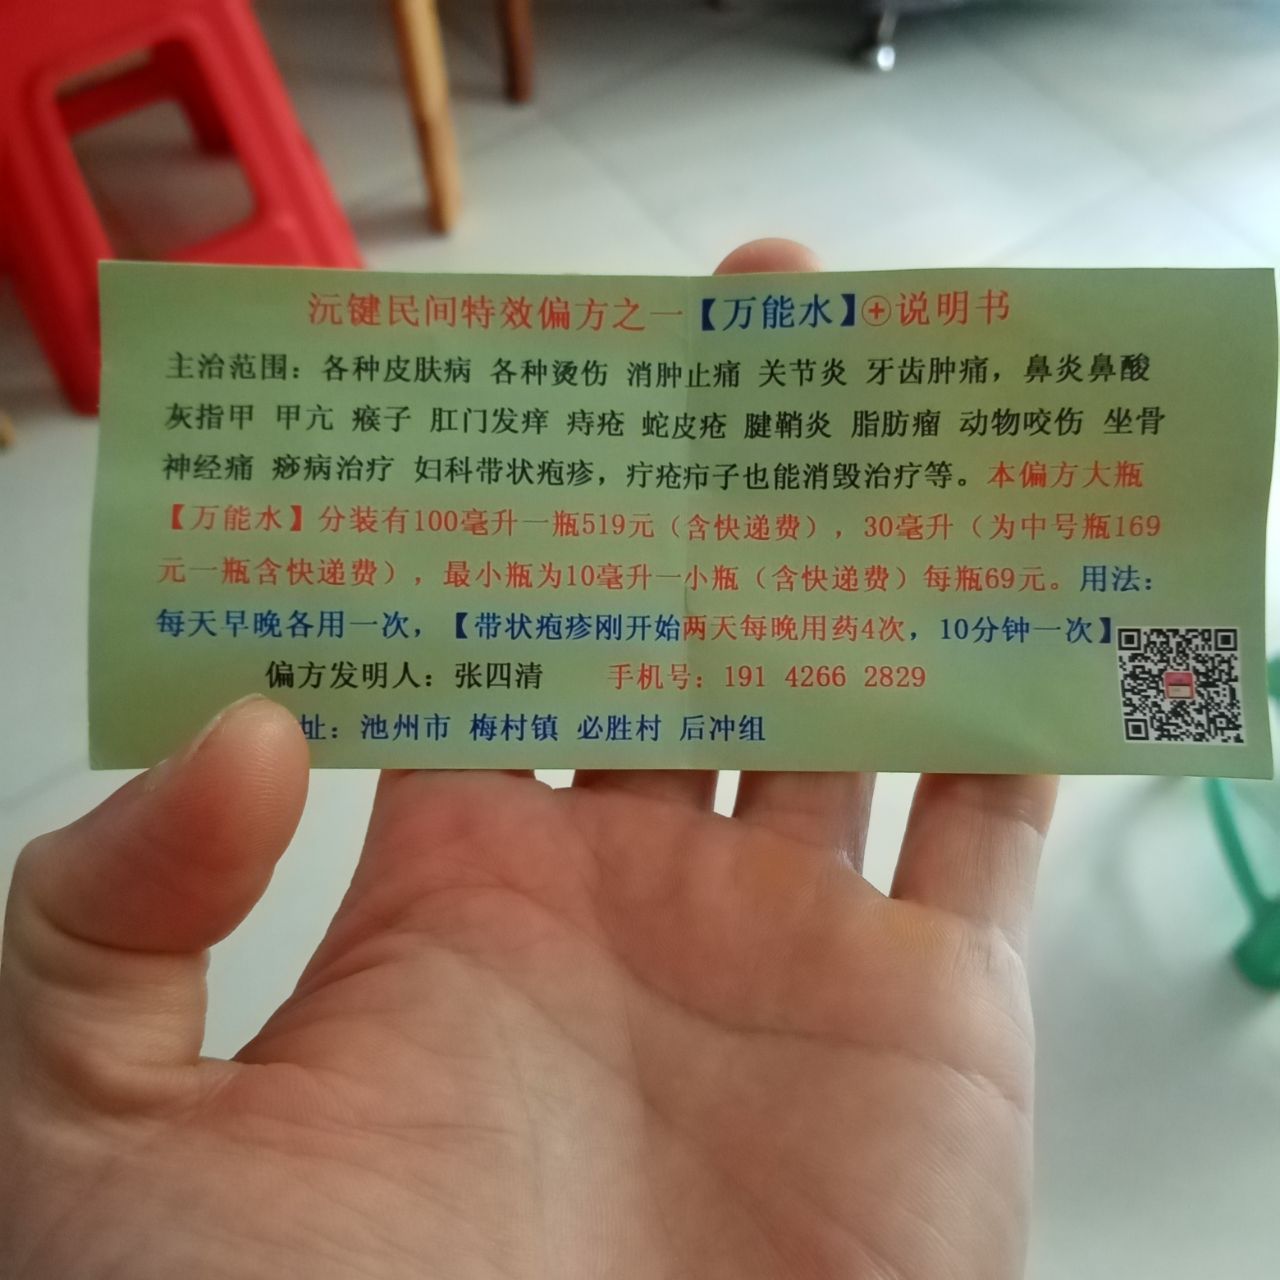 沅键民间特效偏方之一【万能水】⊕说明书
主治范围：各种皮肤病 各种烫伤 消肿止痛 关节炎 牙齿肿痛，鼻炎鼻酸
灰指甲 甲亢 瘊子 肛门发痒 痔疮 蛇皮疮 腱鞘炎 脂肪瘤 动物咬伤 坐骨
神经痛 痧病治疗 妇科带状疱疹，疔疮疖子也能消毁治疗等。本偏方大瓶
【万能水】分装有100毫升一瓶519元（含快递费），30毫升（为中号瓶169
元一瓶含快递费），最小瓶为10毫升一小瓶（含快递费）每瓶69元。用法：
每天早晚各用一次，【带状疱疹刚开始两天每晚用药4次，10分钟一次】
偏方发明人：张四清 手机号：191 4266 2829
址：池州市 梅村镇 必胜村 后冲组